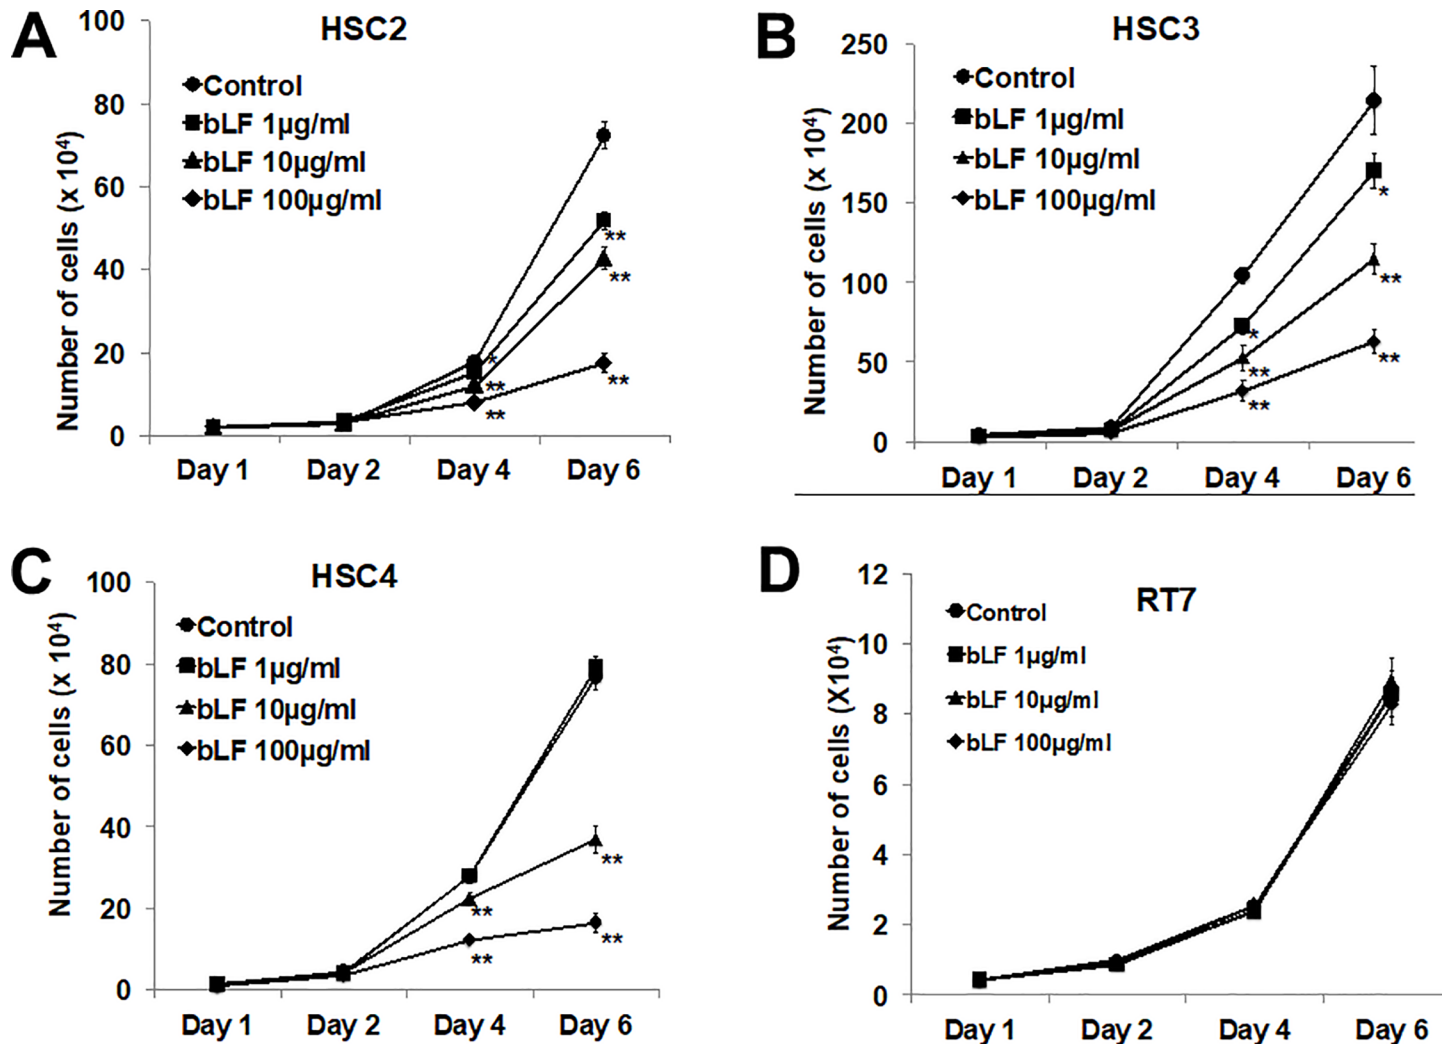 A
HSC2
Number of cells (x 10⁴)
100
80
60
40
20
0
Control
bLF 1µg/ml
bLF 10µg/ml
bLF 100µg/ml
*
**
**
**
**
**
Day 1 Day 2 Day 4 Day 6
B
HSC3
Number of cells (x 10⁴)
250
200
150
100
50
0
Control
bLF 1µg/ml
bLF 10µg/ml
bLF 100µg/ml
*
**
**
*
**
**
Day 1 Day 2 Day 4 Day 6
C
HSC4
Number of cells (x 10⁴)
100
80
60
40
20
0
Control
bLF 1µg/ml
bLF 10µg/ml
bLF 100µg/ml
**
**
**
**
Day 1 Day 2 Day 4 Day 6
D
RT7
Number of cells (X10⁴)
12
10
8
6
4
2
0
Control
bLF 1µg/ml
bLF 10µg/ml
bLF 100µg/ml
Day 1 Day 2 Day 4 Day 6